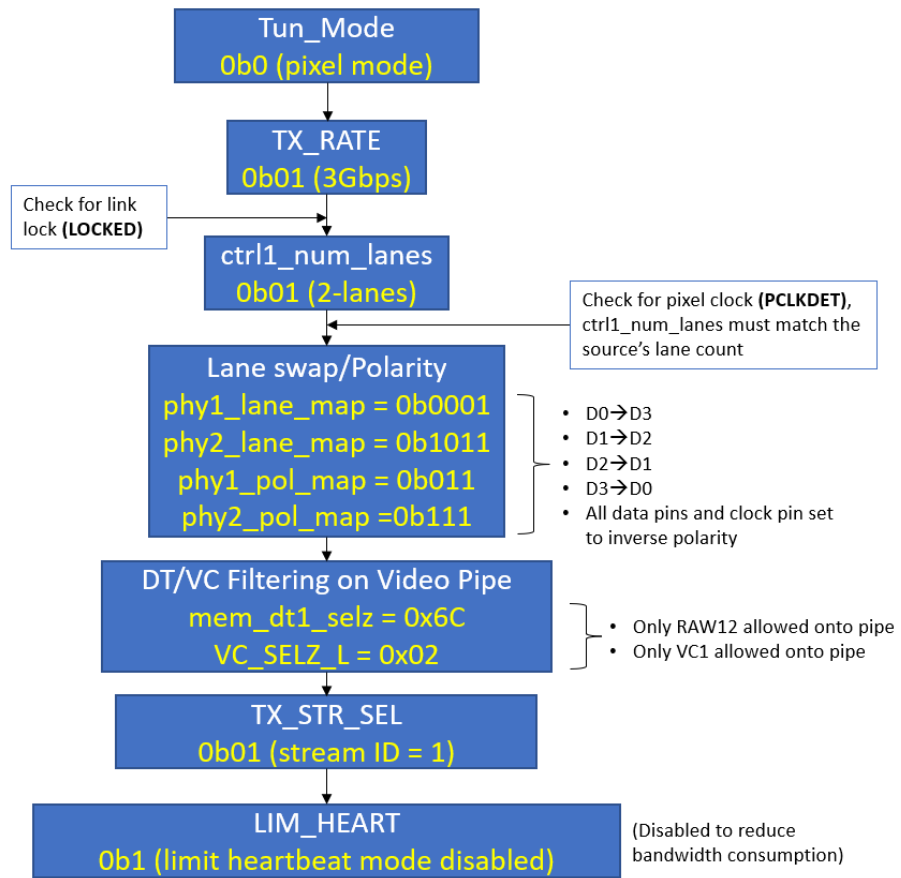 Tun_Mode
0b0 (pixel mode)
TX_RATE
0b01 (3Gbps)
Check for link
lock (LOCKED)
ctrl1_num_lanes
0b01 (2-lanes)
Check for pixel clock (PCLKDET),
ctrl1_num_lanes must match the
source's lane count
Lane swap/Polarity
phy1_lane_map = 0b0001
phy2_lane_map = 0b1011
phy1_pol_map = 0b011
phy2_pol_map =0b111
• D0→D3
• D1→D2
• D2→D1
• D3→D0
• All data pins and clock pin set
to inverse polarity
DT/VC Filtering on Video Pipe
mem_dt1_selz = 0x6C
VC_SELZ_L = 0x02
• Only RAW12 allowed onto pipe
• Only VC1 allowed onto pipe
TX_STR_SEL
0b01 (stream ID = 1)
LIM_HEART
0b1 (limit heartbeat mode disabled)
(Disabled to reduce
bandwidth consumption)